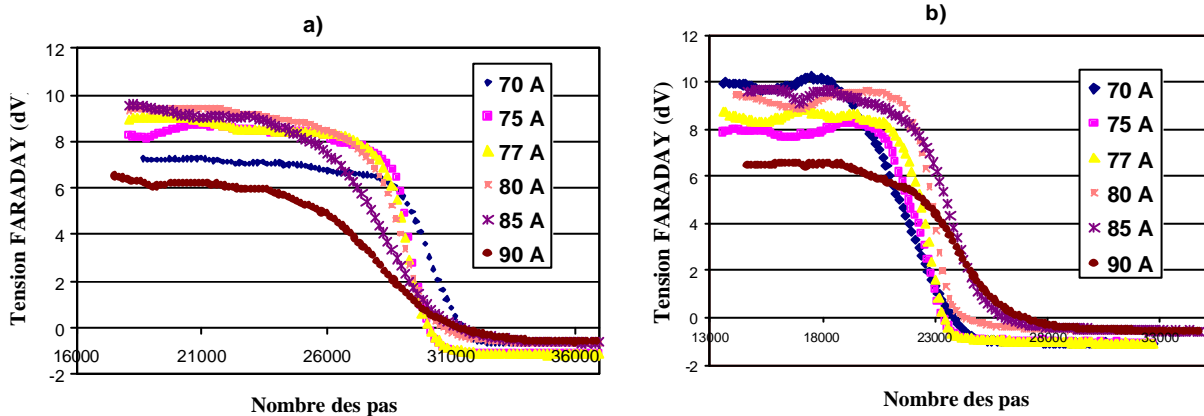 a)
Tension FARADAY (dV)
12
10
8
6
4
2
0
-2
16000 21000 26000 31000 36000
Nombre des pas
70 A
75 A
77 A
80 A
85 A
90 A
b)
Tension FARADAY (dV)
12
10
8
6
4
2
0
-2
13000 18000 23000 28000 33000
Nombre des pas
70 A
75 A
77 A
80 A
85 A
90 A